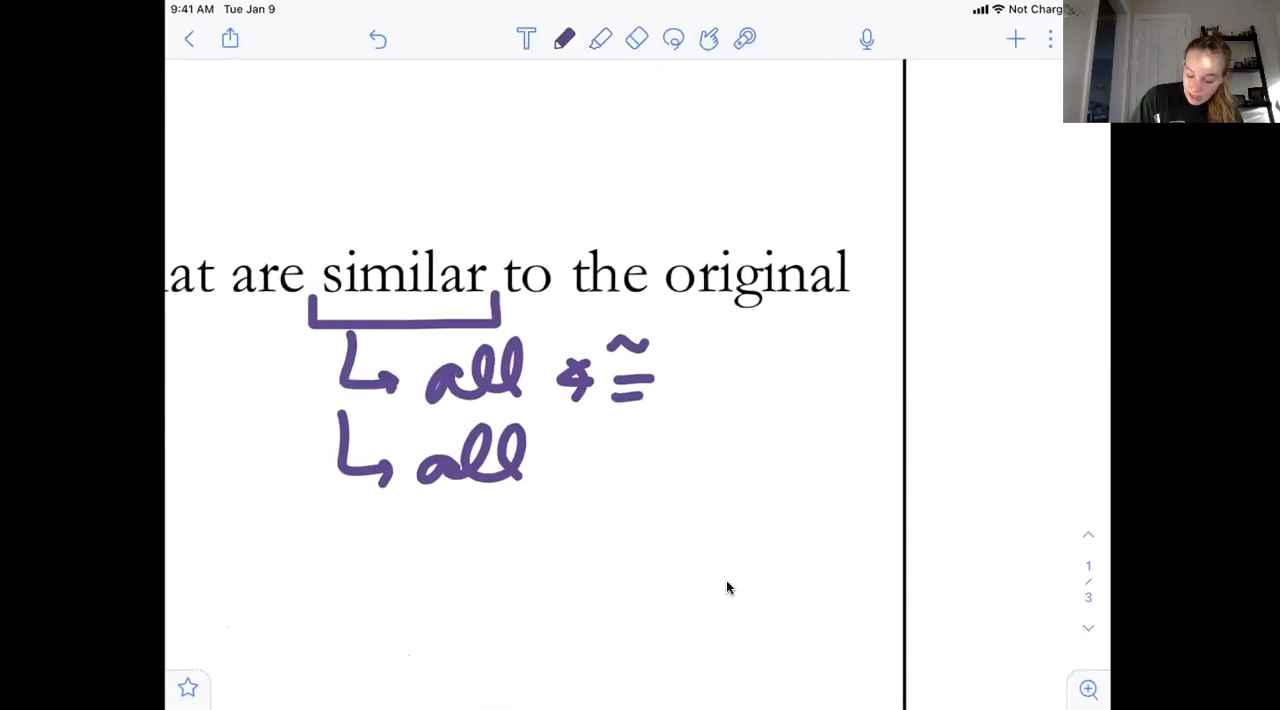 9:41 AM Tue Jan 9
Not Charg
at are similar to the original
↳ all ∡ ≅
↳ all
1
/
3